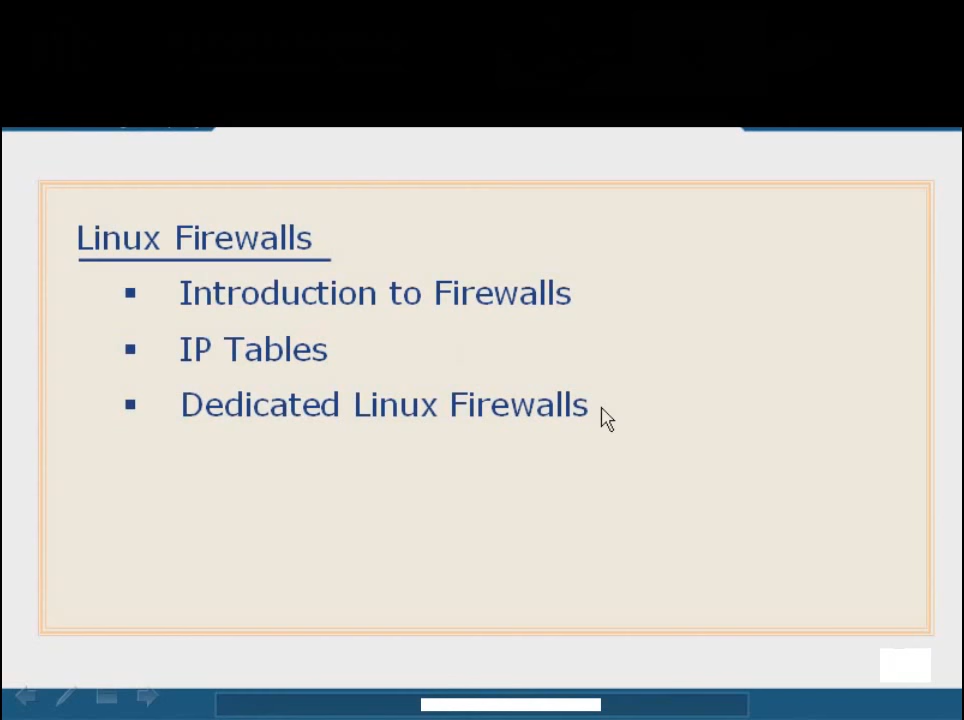 Linux Firewalls
▪ Introduction to Firewalls
▪ IP Tables
▪ Dedicated Linux Firewalls